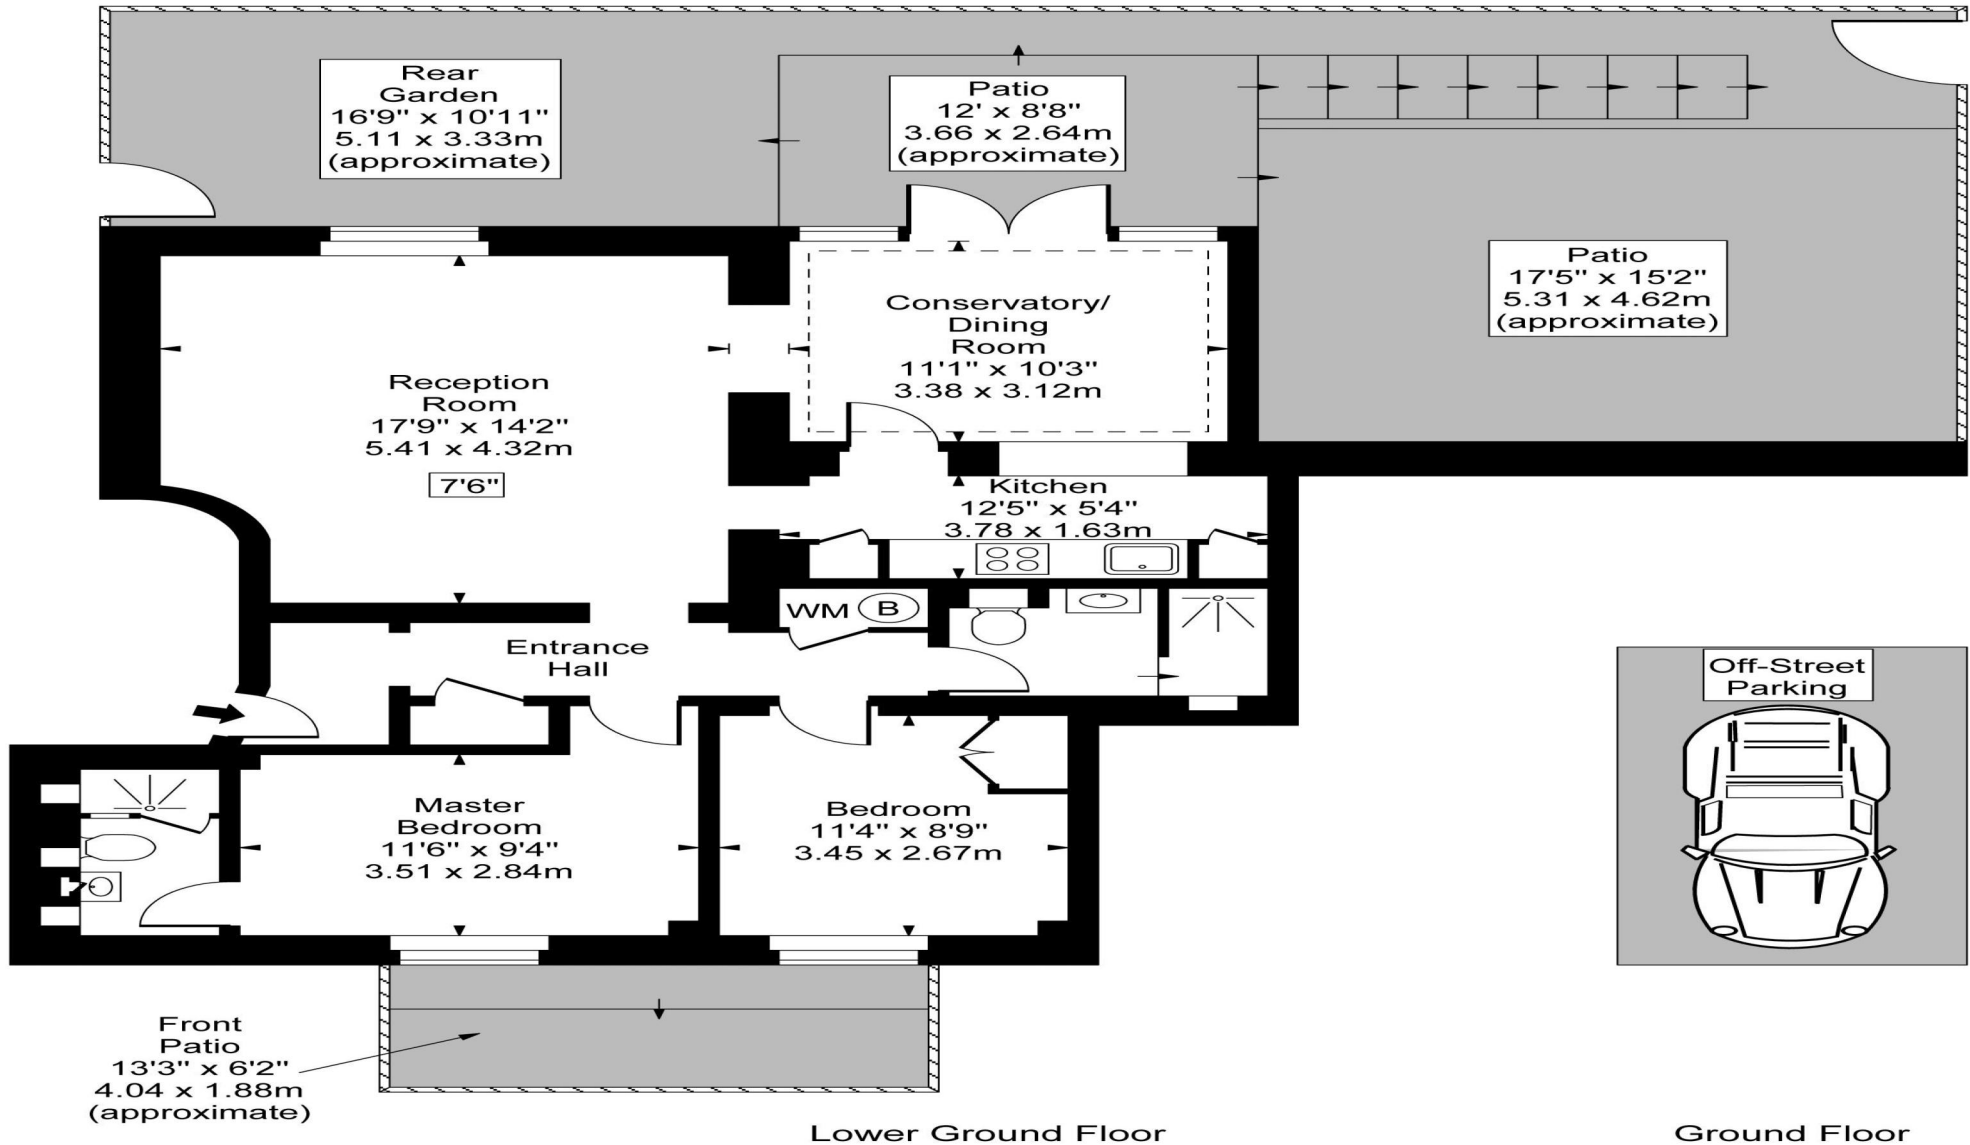 Rear
Garden
16'9" x 10'11"
5.11 x 3.33m
(approximate)
Patio
12' x 8'8"
3.66 x 2.64m
(approximate)
Patio
17'5" x 15'2"
5.31 x 4.62m
(approximate)
Conservatory/
Dining
Room
11'1" x 10'3"
3.38 x 3.12m
Reception
Room
17'9" x 14'2"
5.41 x 4.32m
7'6"
Kitchen
12'5" x 5'4"
3.78 x 1.63m
WM B
Entrance
Hall
Off-Street
Parking
Master
Bedroom
11'6" x 9'4"
3.51 x 2.84m
Bedroom
11'4" x 8'9"
3.45 x 2.67m
Front
Patio
13'3" x 6'2"
4.04 x 1.88m
(approximate)
Lower Ground Floor
Ground Floor